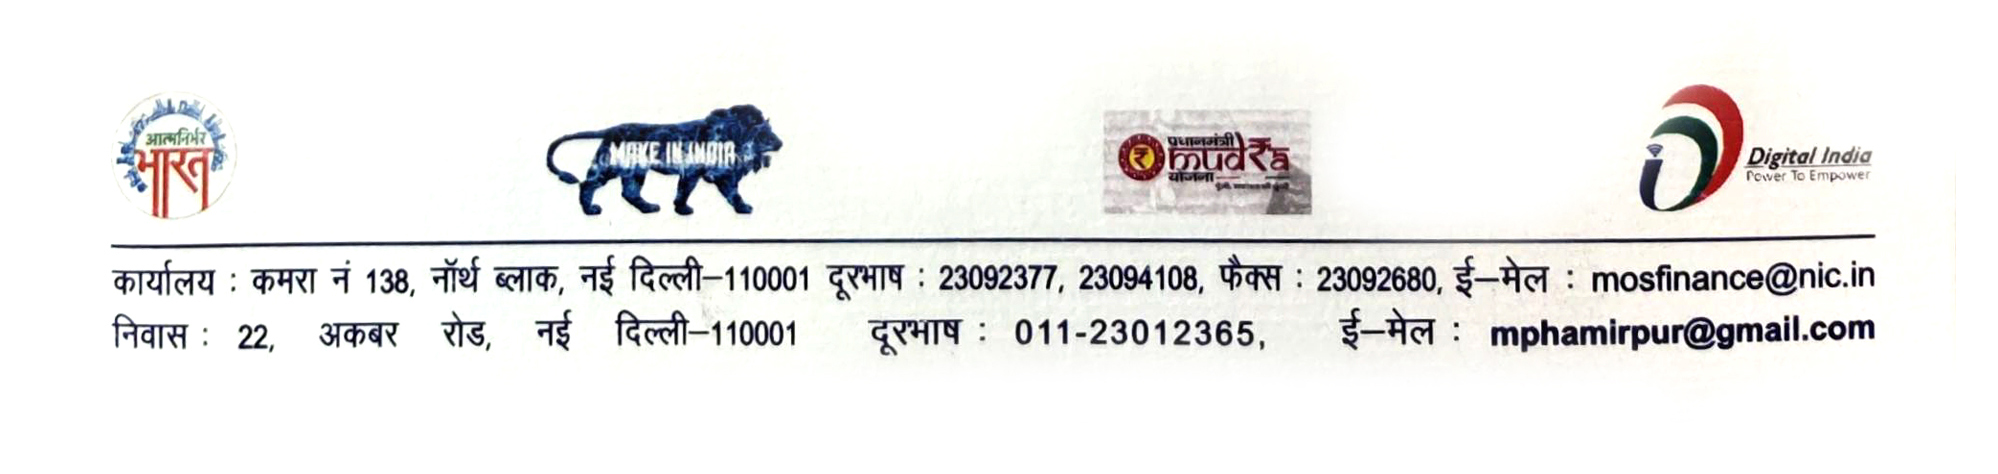 आत्मनिर्भर
भारत
MAKE IN INDIA
प्रधानमंत्री
mudra
योजना
Digital India
Power To Empower
कार्यालय : कमरा नं 138, नॉर्थ ब्लाक, नई दिल्ली–110001 दूरभाष : 23092377, 23094108, फैक्स : 23092680, ई–मेल : mosfinance@nic.in
निवास : 22, अकबर रोड, नई दिल्ली–110001 दूरभाष : 011-23012365, ई–मेल : mphamirpur@gmail.com